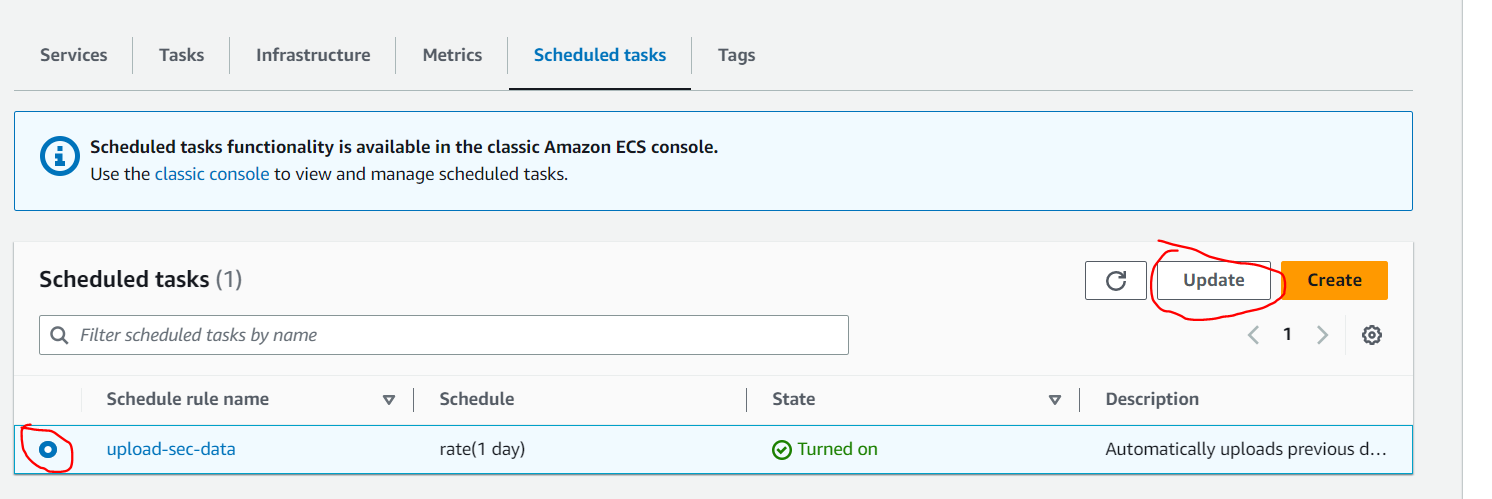 Services Tasks Infrastructure Metrics Scheduled tasks Tags
Scheduled tasks functionality is available in the classic Amazon ECS console.
Use the classic console to view and manage scheduled tasks.
Scheduled tasks (1)
Update
Create
Filter scheduled tasks by name
1
Schedule rule name Schedule State Description
upload-sec-data rate(1 day) Turned on Automatically uploads previous d...